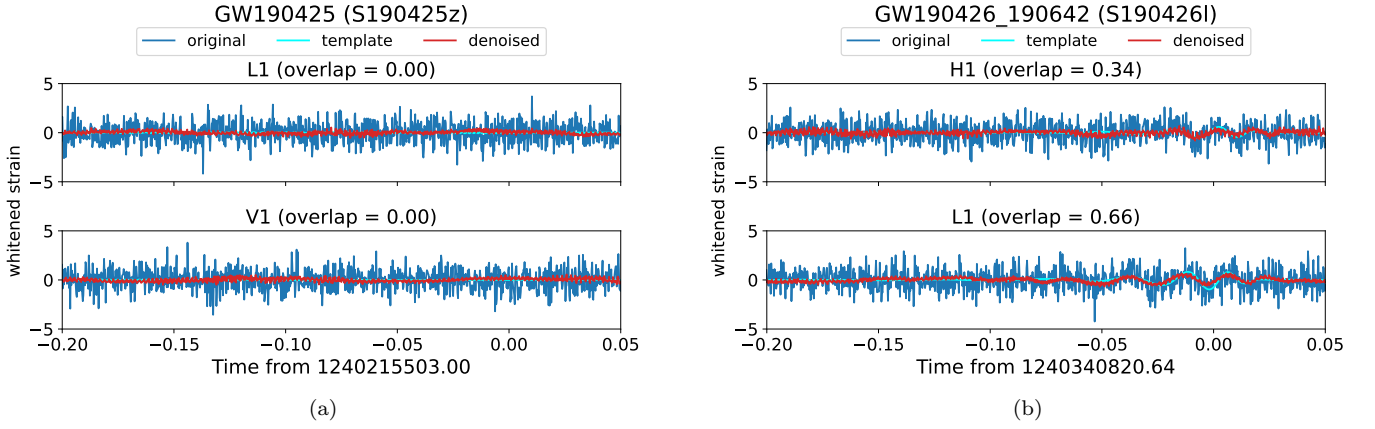 GW190425 (S190425z)
original template denoised
L1 (overlap = 0.00)
5
0
−5
V1 (overlap = 0.00)
5
0
−5
−0.20 −0.15 −0.10 −0.05 0.00 0.05
Time from 1240215503.00
whitened strain
(a)
GW190426_190642 (S190426l)
original template denoised
H1 (overlap = 0.34)
5
0
−5
L1 (overlap = 0.66)
5
0
−5
−0.20 −0.15 −0.10 −0.05 0.00 0.05
Time from 1240340820.64
whitened strain
(b)